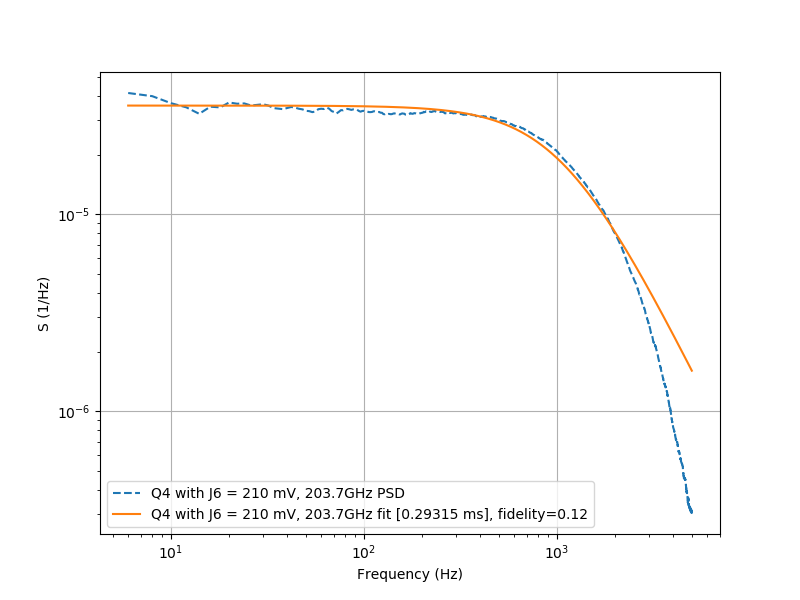 10⁻⁵
10⁻⁶
S (1/Hz)
Q4 with J6 = 210 mV, 203.7GHz PSD
Q4 with J6 = 210 mV, 203.7GHz fit [0.29315 ms], fidelity=0.12
10¹ 10² 10³
Frequency (Hz)